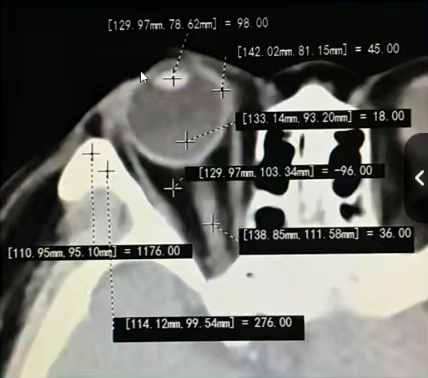 [129.97mm, 78.62mm] = 98.00
[142.02mm, 81.15mm] = 45.00
[133.14mm, 93.20mm] = 18.00
[129.97mm, 103.34mm] = -96.00
[138.85mm, 111.58mm] = 36.00
[110.95mm, 95.10mm] = 1176.00
[114.12mm, 99.54mm] = 276.00